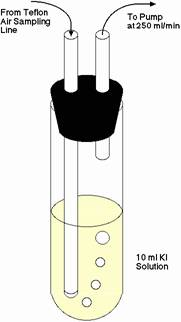 From Teflon
Air Sampling
Line
To Pump
at 250 ml/min
10 ml KI
Solution